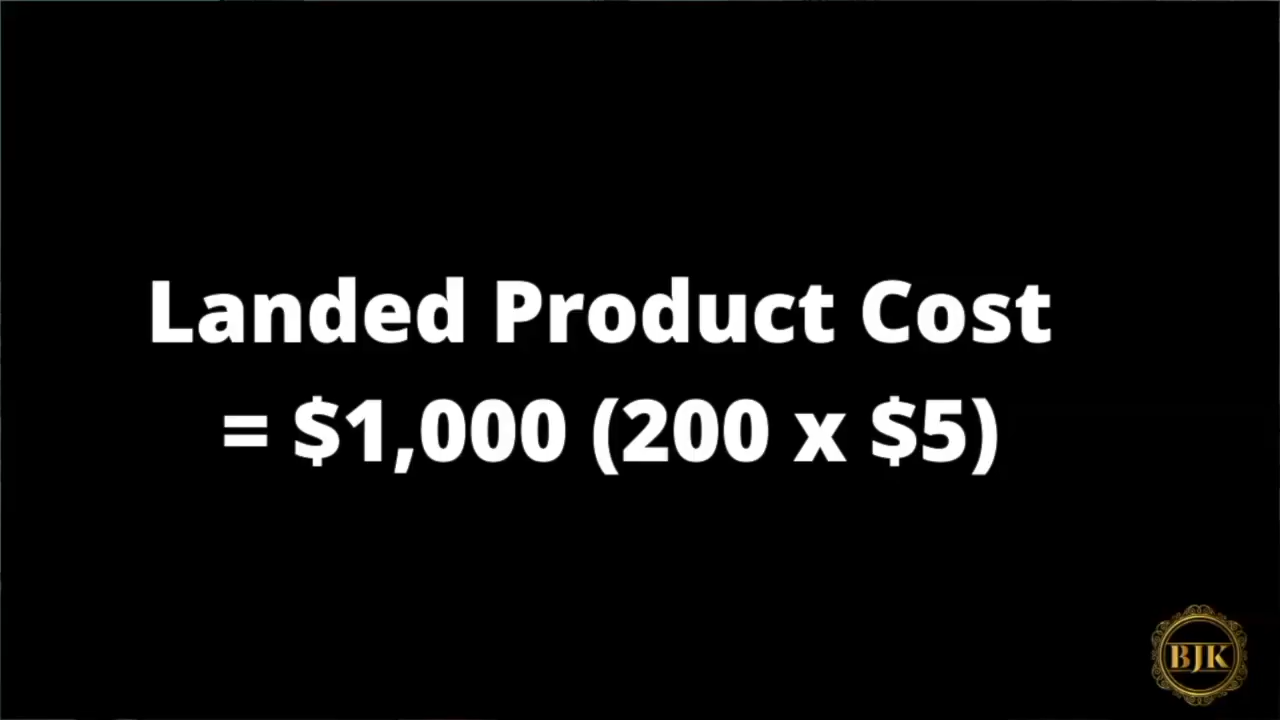 Landed Product Cost
= $1,000 (200 x $5)
BJK